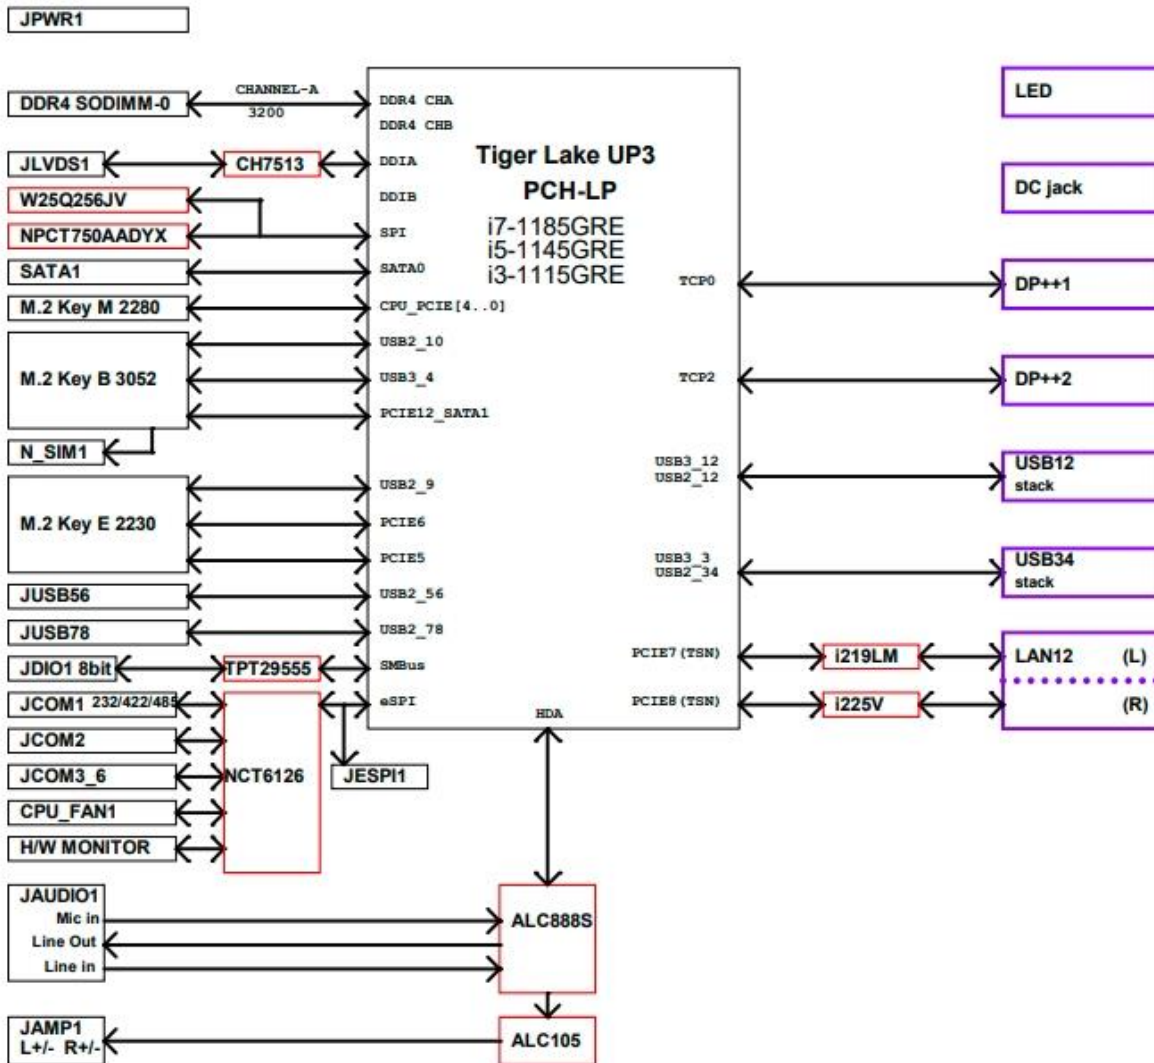 JPWR1
DDR4 SODIMM-0
CHANNEL-A
3200
DDR4 CHA
DDR4 CHB
JLVDS1
CH7513
DDIA
W25Q256JV
DDIB
NPCT750AADYX
SPI
SATA1
SATA0
M.2 Key M 2280
CPU_PCIE[4..0]
M.2 Key B 3052
USB2_10
USB3_4
PCIE12_SATA1
N_SIM1
M.2 Key E 2230
USB2_9
PCIE6
PCIE5
JUSB56
USB2_56
JUSB78
USB2_78
JDIO1 8bit
TPT29555
SMBus
JCOM1 232/422/485
eSPI
JCOM2
JCOM3_6
NCT6126
JESPI1
CPU_FAN1
H/W MONITOR
Tiger Lake UP3
PCH-LP
i7-1185GRE
i5-1145GRE
i3-1115GRE
TCP0
TCP2
USB3_12
USB2_12
USB3_3
USB2_34
PCIE7(TSN)
i219LM
PCIE8(TSN)
i225V
HDA
LED
DC jack
DP++1
DP++2
USB12
stack
USB34
stack
LAN12 (L)
(R)
JAUDIO1
Mic in
Line Out
Line in
ALC888S
JAMP1
L+/- R+/-
ALC105